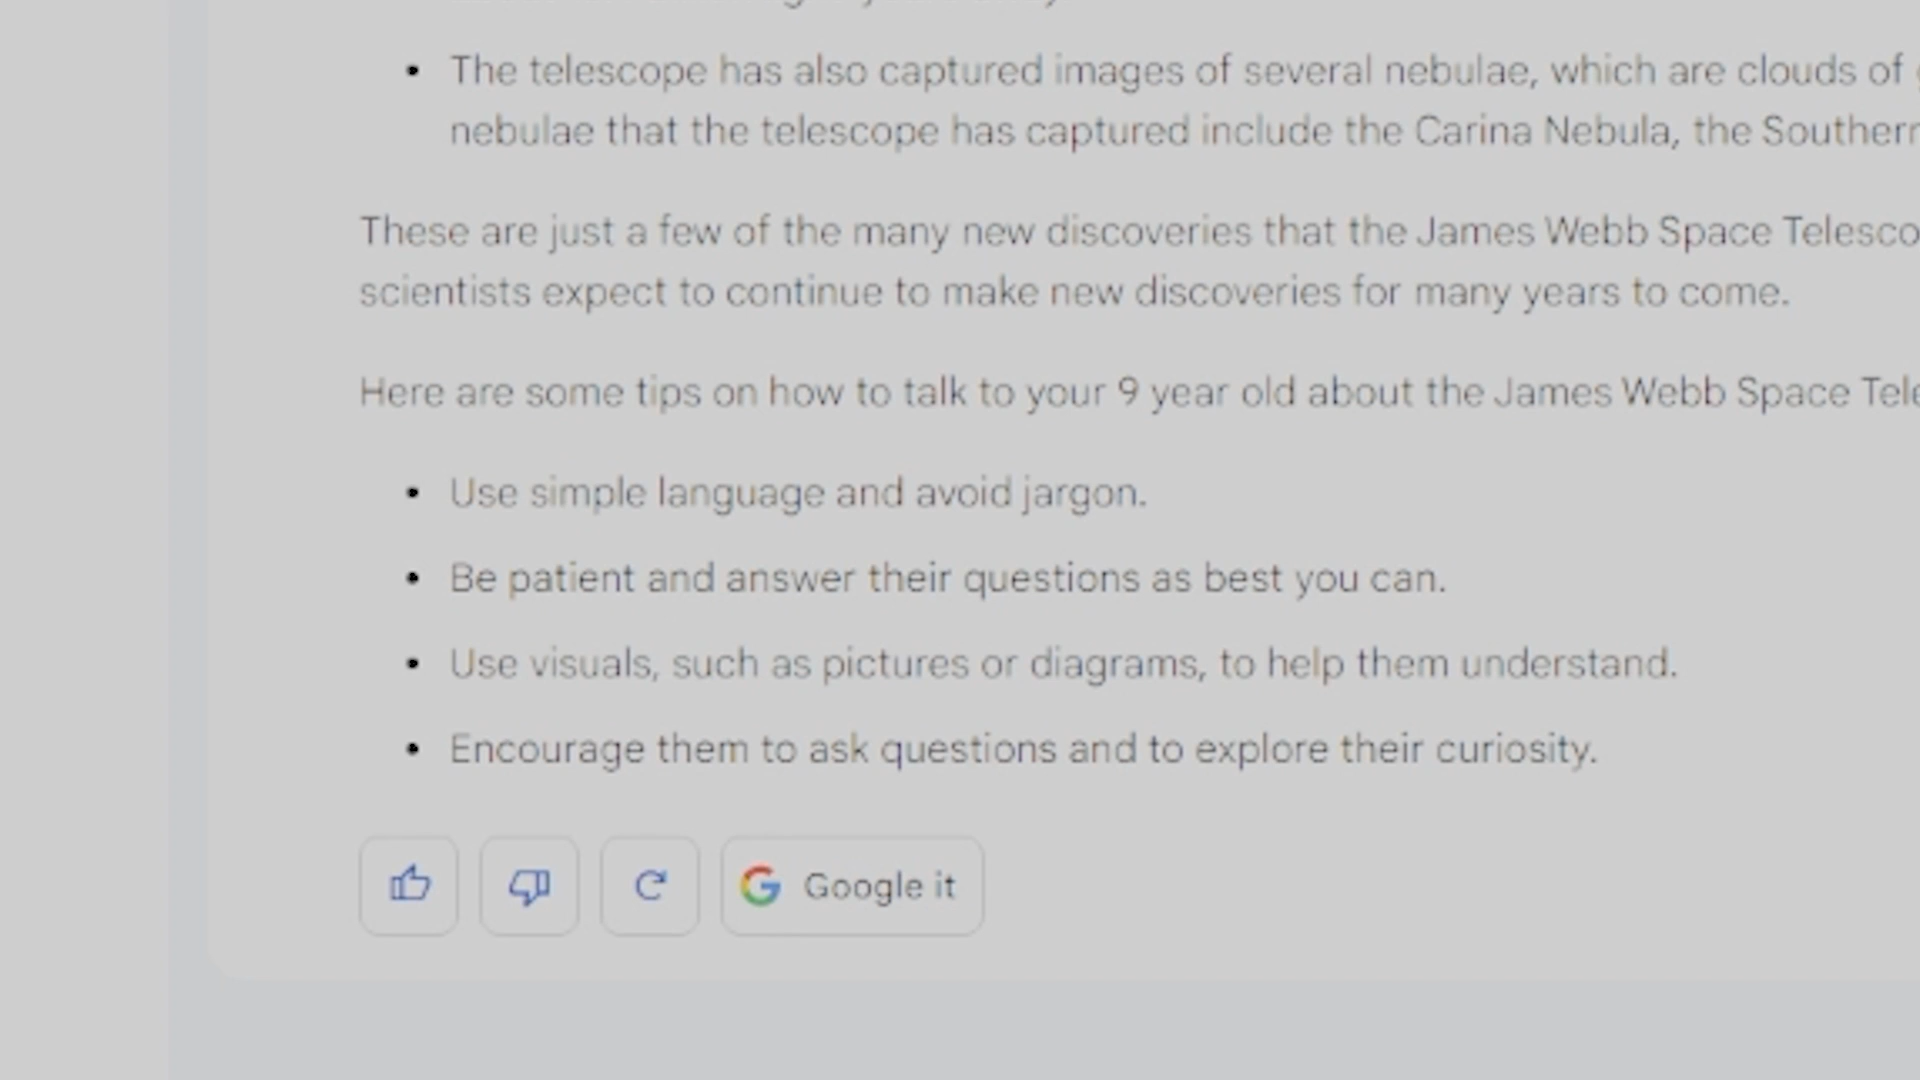 The telescope has also captured images of several nebulae, which are clouds of
nebulae that the telescope has captured include the Carina Nebula, the Southern
These are just a few of the many new discoveries that the James Webb Space
scientists expect to continue to make new discoveries for many years to come.
Here are some tips on how to talk to your 9 year old about the James Webb Space
Use simple language and avoid jargon.
Be patient and answer their questions as best you can.
Use visuals, such as pictures or diagrams, to help them understand.
Encourage them to ask questions and to explore their curiosity.
Google it